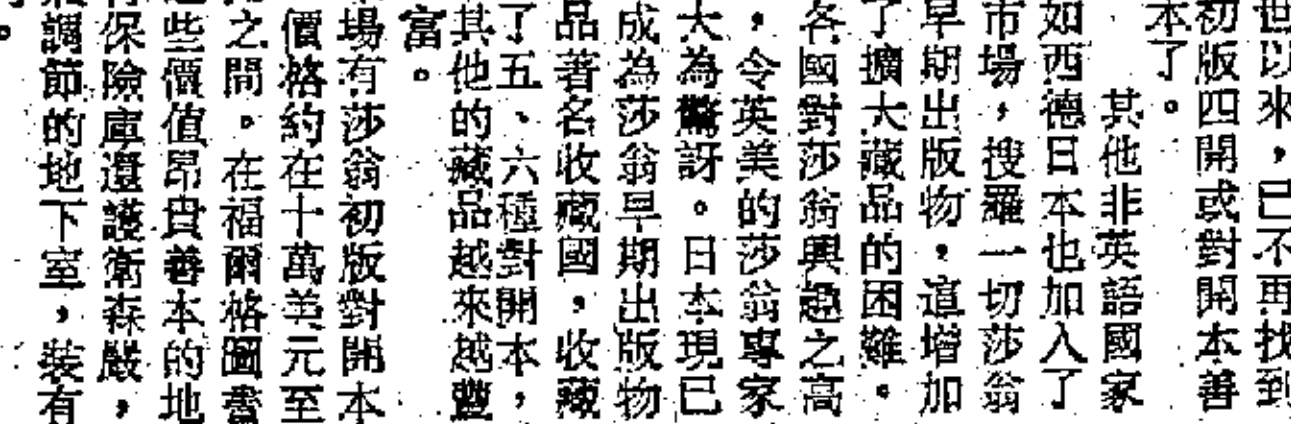 世以來，已不再找到
初版四開或對開本善
本了。
其他非英語國家
如西德日本也加入了
市場，搜羅一切莎翁
早期出版物，這增加
了擴大藏品的困難。
各國對莎翁興趣之高
，令英美的莎翁專家
大為驚訝。日本現已
成為莎翁早期出版物
品著名收藏國，收藏
了五、六種對開本，
其他的藏品越來越豐
富。
場有莎翁初版對開本
價格約在十萬美元至
之間。在福爾格圖書
些價值昂貴善本的地
保險庫還護衛森嚴，
調節的地下室，裝有